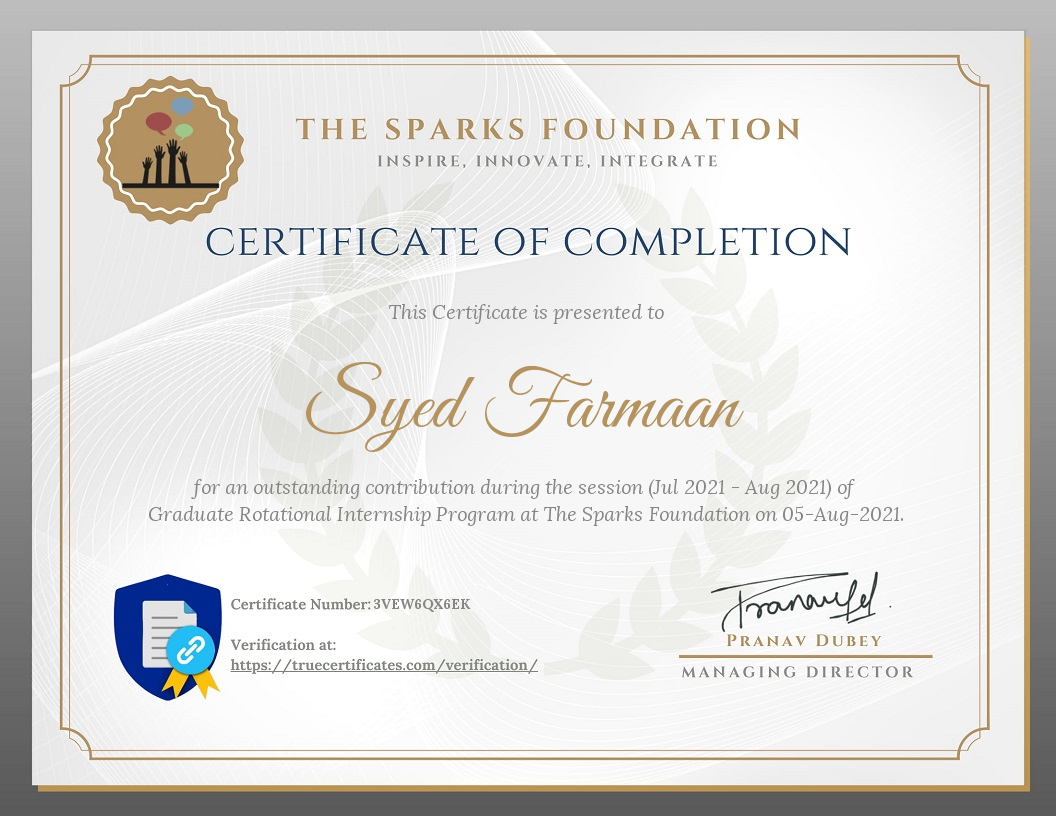 THE SPARKS FOUNDATION
INSPIRE, INNOVATE, INTEGRATE
CERTIFICATE OF COMPLETION
This Certificate is presented to
Syed Farmaan
for an outstanding contribution during the session (Jul 2021 - Aug 2021) of
Graduate Rotational Internship Program at The Sparks Foundation on 05-Aug-2021.
Certificate Number: 3VEW6QX6EK
Verification at:
https://truecertificates.com/verification/
Pranavdd
PRANAV DUBEY
MANAGING DIRECTOR